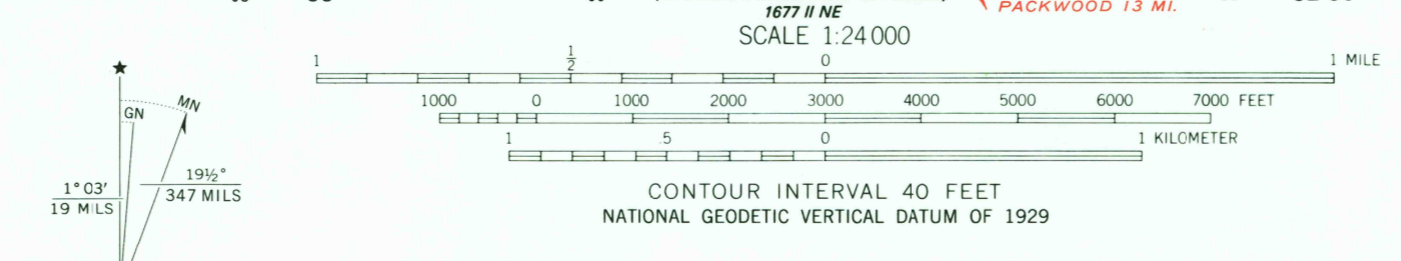 1677 II NE
PACKWOOD 13 MI.
SCALE 1:24 000
1 1/2 0 1 MILE
1000 0 1000 2000 3000 4000 5000 6000 7000 FEET
1 .5 0 1 KILOMETER
CONTOUR INTERVAL 40 FEET
NATIONAL GEODETIC VERTICAL DATUM OF 1929
★
MN
GN
1°03′
19 MILS
19½°
347 MILS